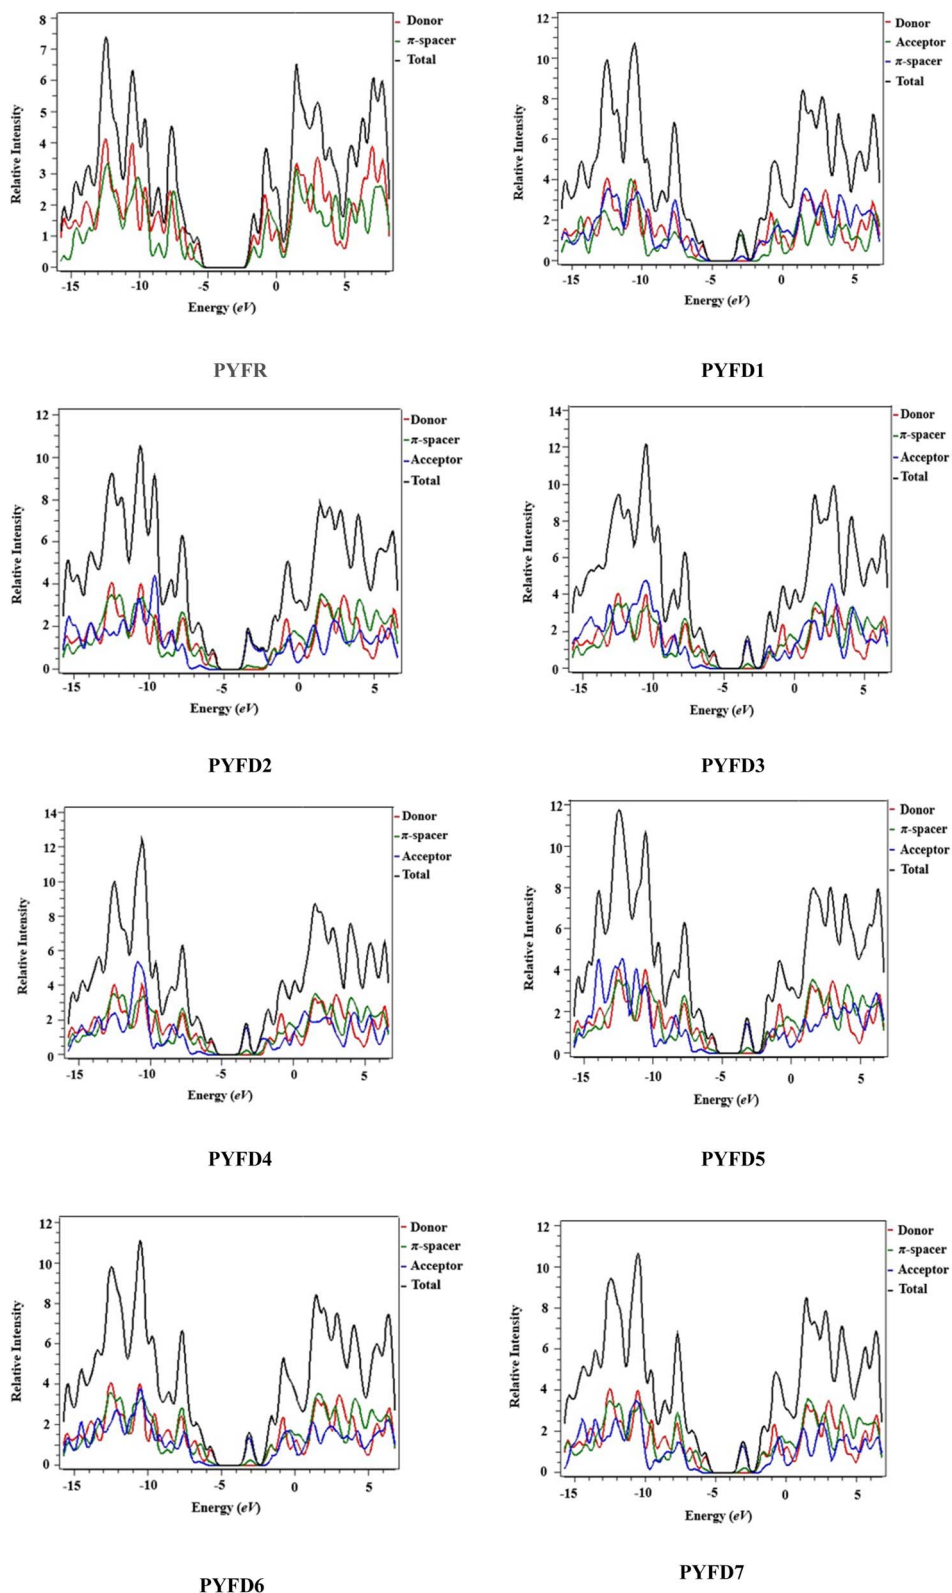 Relative Intensity
8
7
6
5
4
3
2
1
0
-15 -10 -5 0 5
Energy (eV)
Donor
π-spacer
Total
PYFR
Relative Intensity
12
10
8
6
4
2
0
-15 -10 -5 0 5
Energy (eV)
Donor
Acceptor
π-spacer
Total
PYFD1
Relative Intensity
12
10
8
6
4
2
0
-15 -10 -5 0 5
Energy (eV)
Donor
π-spacer
Acceptor
Total
PYFD2
Relative Intensity
14
12
10
8
6
4
2
0
-15 -10 -5 0 5
Energy (eV)
Donor
π-spacer
Acceptor
Total
PYFD3
Relative Intensity
14
12
10
8
6
4
2
0
-15 -10 -5 0 5
Energy (eV)
Donor
π-spacer
Acceptor
Total
PYFD4
Relative Intensity
12
10
8
6
4
2
0
-15 -10 -5 0 5
Energy (eV)
Donor
π-spacer
Acceptor
Total
PYFD5
Relative Intensity
12
10
8
6
4
2
0
-15 -10 -5 0 5
Energy (eV)
Donor
π-spacer
Acceptor
Total
PYFD6
Relative Intensity
12
10
8
6
4
2
0
-15 -10 -5 0 5
Energy (eV)
Donor
π-spacer
Acceptor
Total
PYFD7